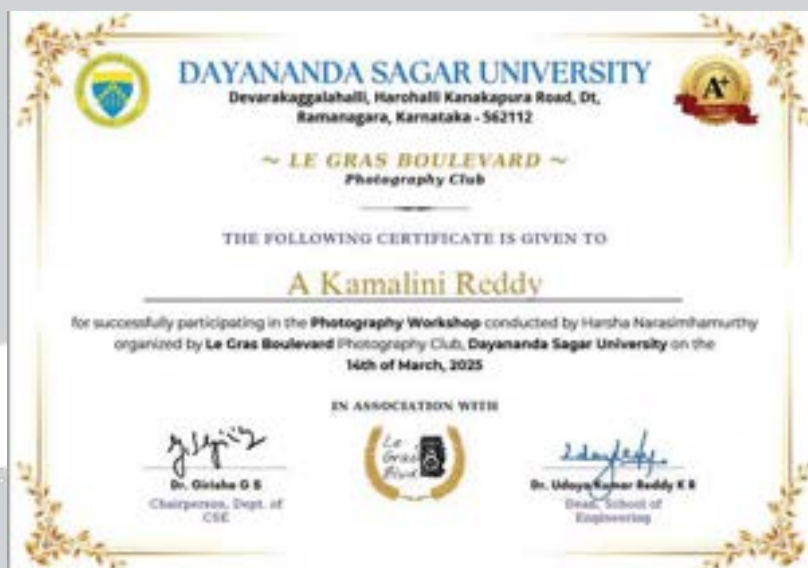 DAYANANDA SAGAR UNIVERSITY
Devarakaggalahalli, Harohalli Kanakapura Road, Dt,
Ramanagara, Karnataka - 562112
A+
~ LE GRAS BOULEVARD ~
Photography Club
THE FOLLOWING CERTIFICATE IS GIVEN TO
A Kamalini Reddy
for successfully participating in the Photography Workshop conducted by Harsha Narasimhamurthy
organized by Le Gras Boulevard Photography Club, Dayananda Sagar University on the
14th of March, 2025
IN ASSOCIATION WITH
Le
Gras
Blvd
Dr. Girisha G S
Chairperson, Dept. of
CSE
Dr. Udaya Kumar Reddy K R
Dean, School of
Engineering